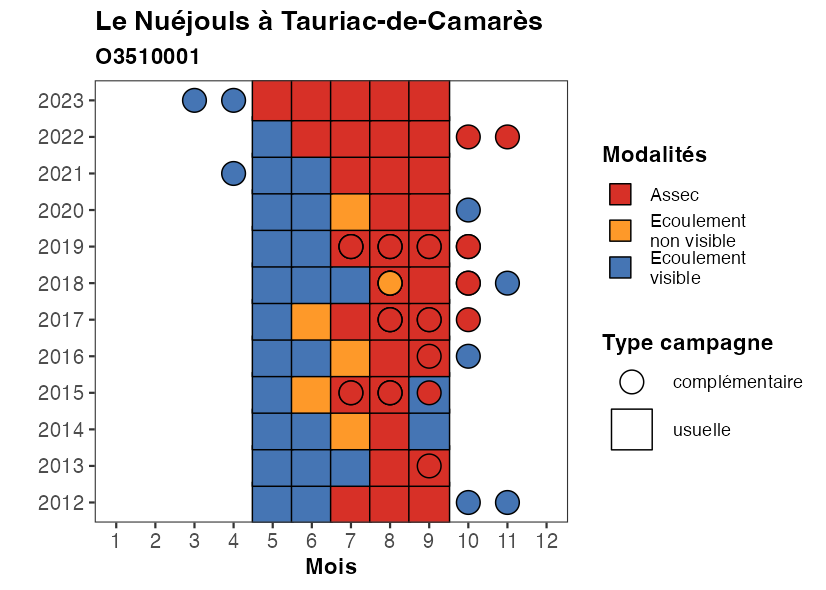 Le Nuéjouls à Tauriac-de-Camarès
O3510001
2023
2022
2021
2020
2019
2018
2017
2016
2015
2014
2013
2012
1 2 3 4 5 6 7 8 9 10 11 12
Mois
Modalités
Assec
Ecoulement
non visible
Ecoulement
visible
Type campagne
complémentaire
usuelle